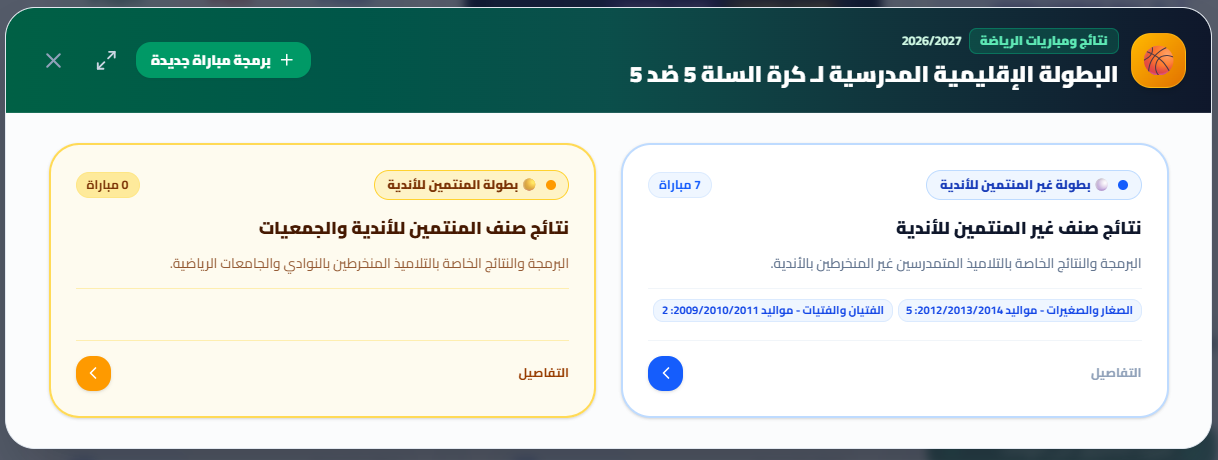 نتائج ومباريات الرياضة 2026/2027
البطولة الإقليمية المدرسية لـ كرة السلة 5 ضد 5
برمجة مباراة جديدة
بطولة غير المنتمين للأندية
7 مباراة
نتائج صنف غير المنتمين للأندية
البرمجة والنتائج الخاصة بالتلاميذ المتمدرسين غير المنخرطين بالأندية.
الصغار والصغيرات - مواليد 2012/2013/2014: 5
الفتيان والفتيات - مواليد 2009/2010/2011: 2
التفاصيل
بطولة المنتمين للأندية
0 مباراة
نتائج صنف المنتمين للأندية والجمعيات
البرمجة والنتائج الخاصة بالتلاميذ المنخرطين بالنوادي والجامعات الرياضية.
التفاصيل